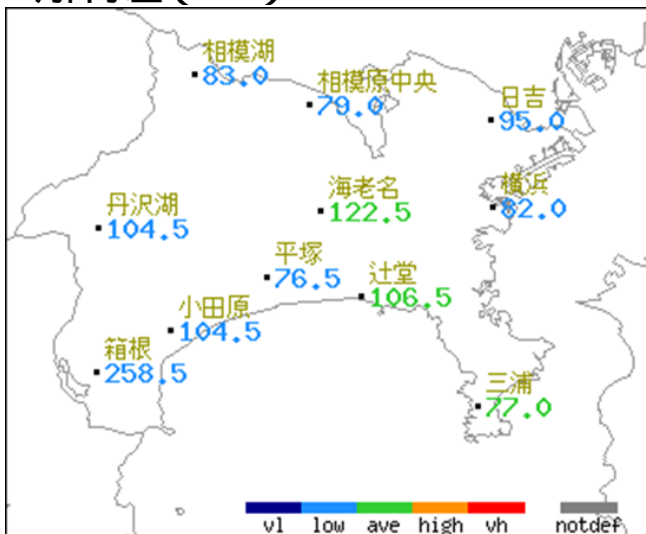 相模湖
83.0
相模原中央
79.0
日吉
95.0
海老名
122.5
横浜
82.0
丹沢湖
104.5
平塚
76.5
辻堂
106.5
小田原
104.5
箱根
258.5
三浦
77.0
vl low ave high vh notdef